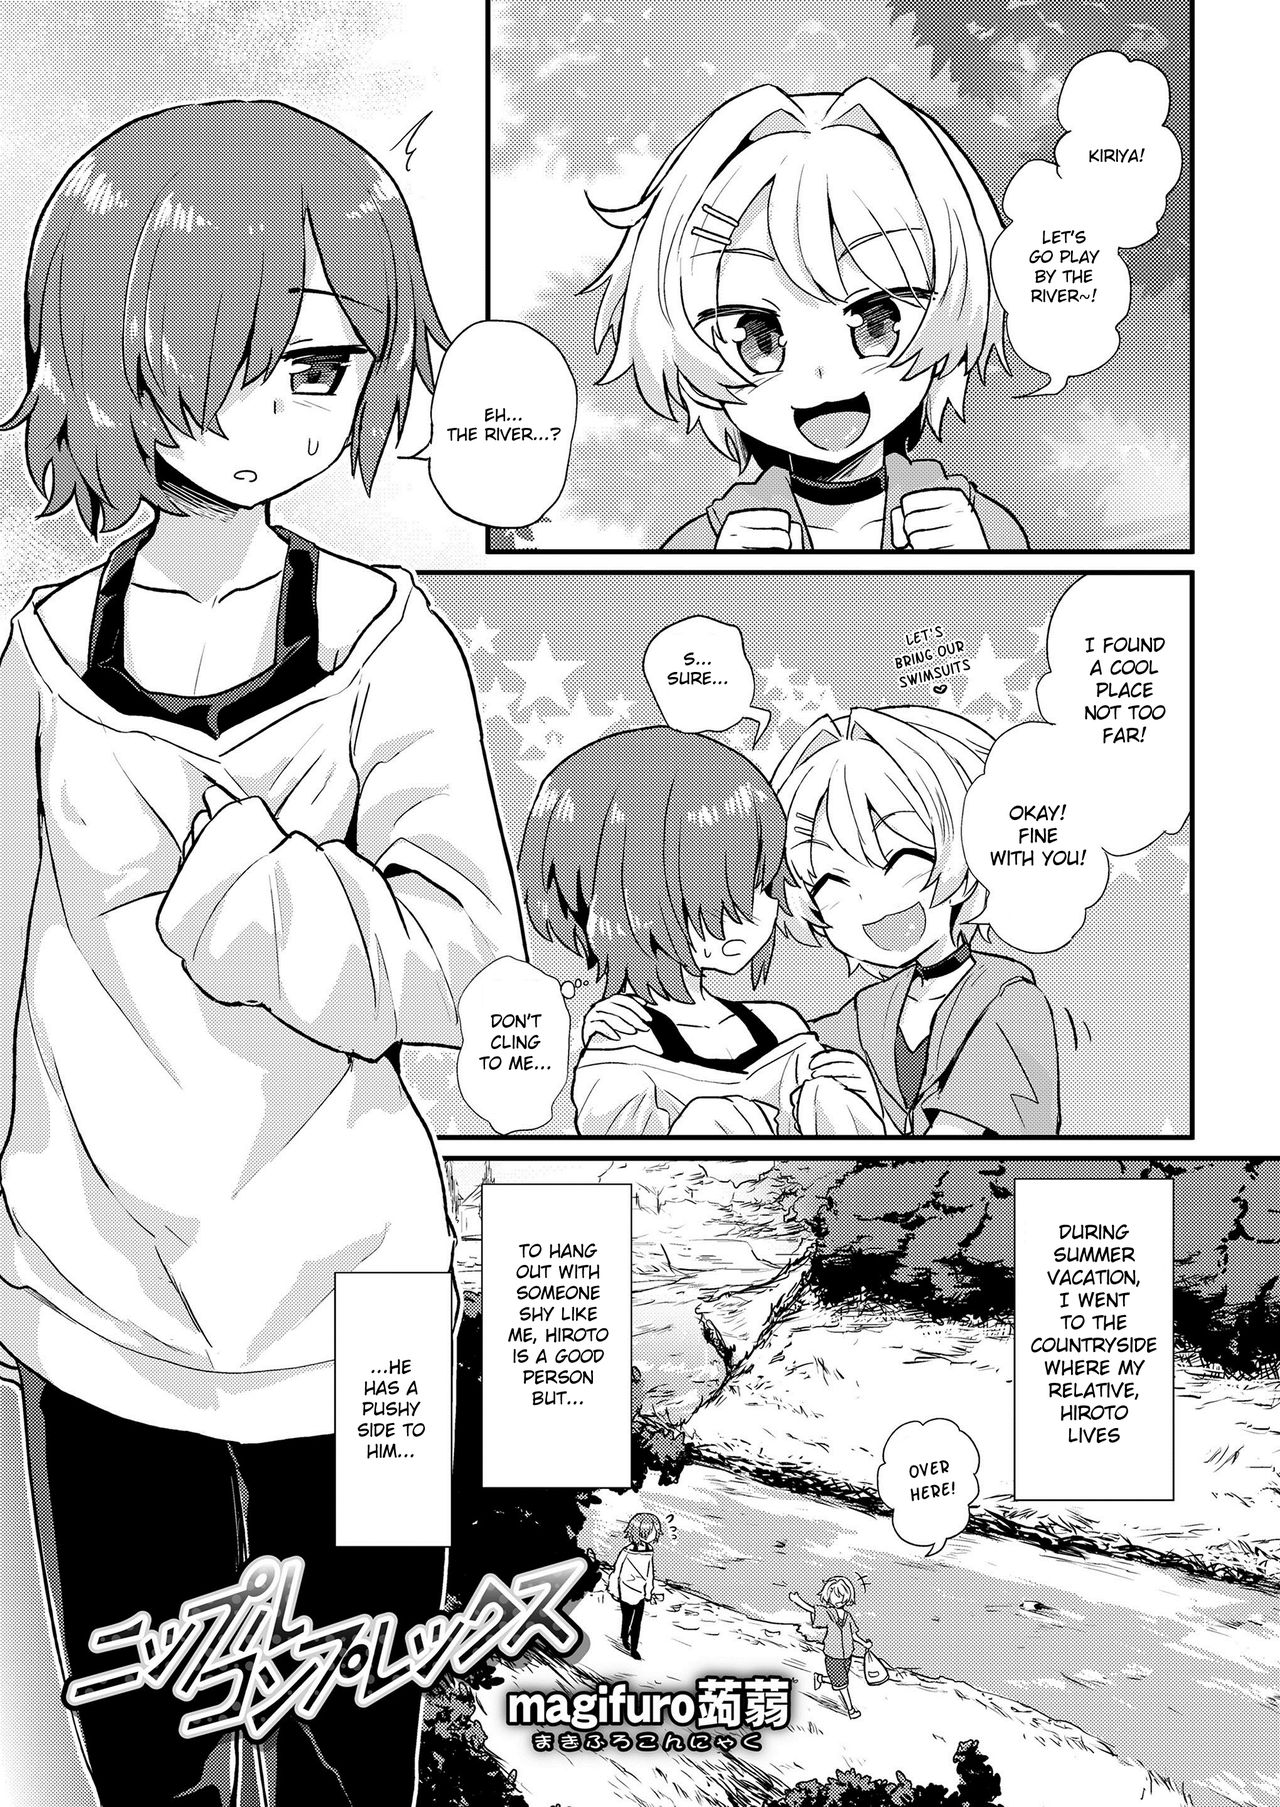 KIRIYA!
LET'S
GO PLAY
BY THE
RIVER~!
EH...
THE RIVER...?
I FOUND
A COOL
PLACE
NOT TOO
FAR!
OKAY!
FINE
WITH YOU!
LET'S
BRING OUR
SWIMSUITS
S...
SURE...
DON'T
CLING
TO ME...
DURING
SUMMER
VACATION,
I WENT
TO THE
COUNTRYSIDE
WHERE MY
RELATIVE,
HIROTO
LIVES
OVER
HERE!
TO HANG
OUT WITH
SOMEONE
SHY LIKE
ME, HIROTO
IS A GOOD
PERSON
BUT...
...HE
HAS A
PUSHY
SIDE TO
HIM...
ニップル
コンプレックス
magifuro蒟蒻
まきふろこんにゃく